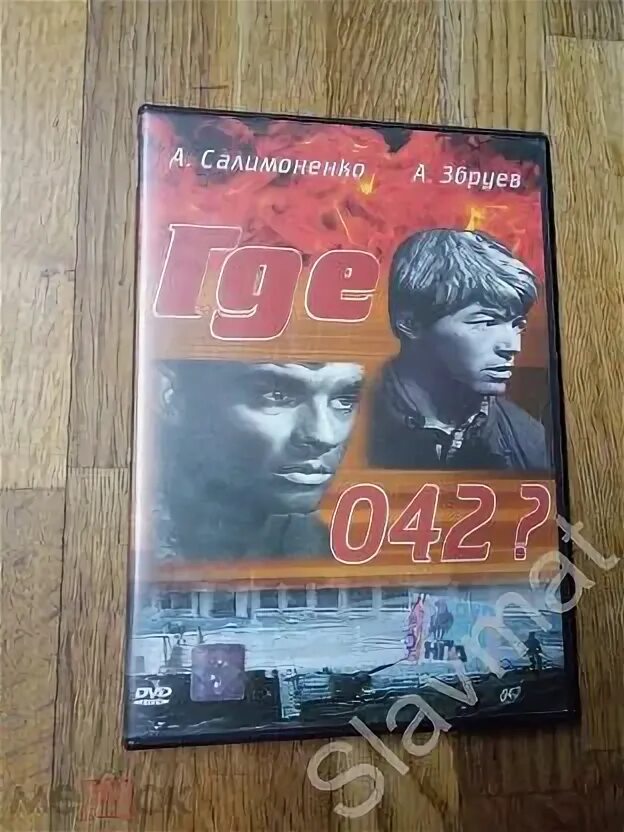 А. Салимоненко А. Збруев
Где
042?
DVD
Slavmat